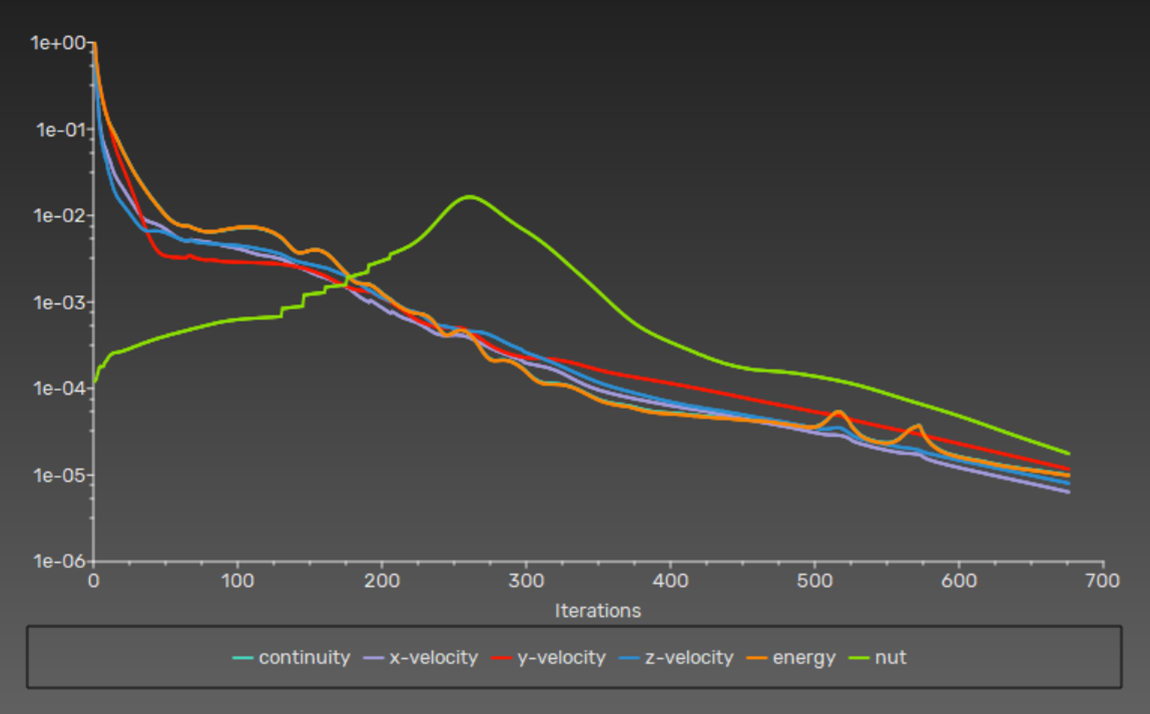 1e+00
1e-01
1e-02
1e-03
1e-04
1e-05
1e-06
0 100 200 300 400 500 600 700
Iterations
continuity x-velocity y-velocity z-velocity energy nut